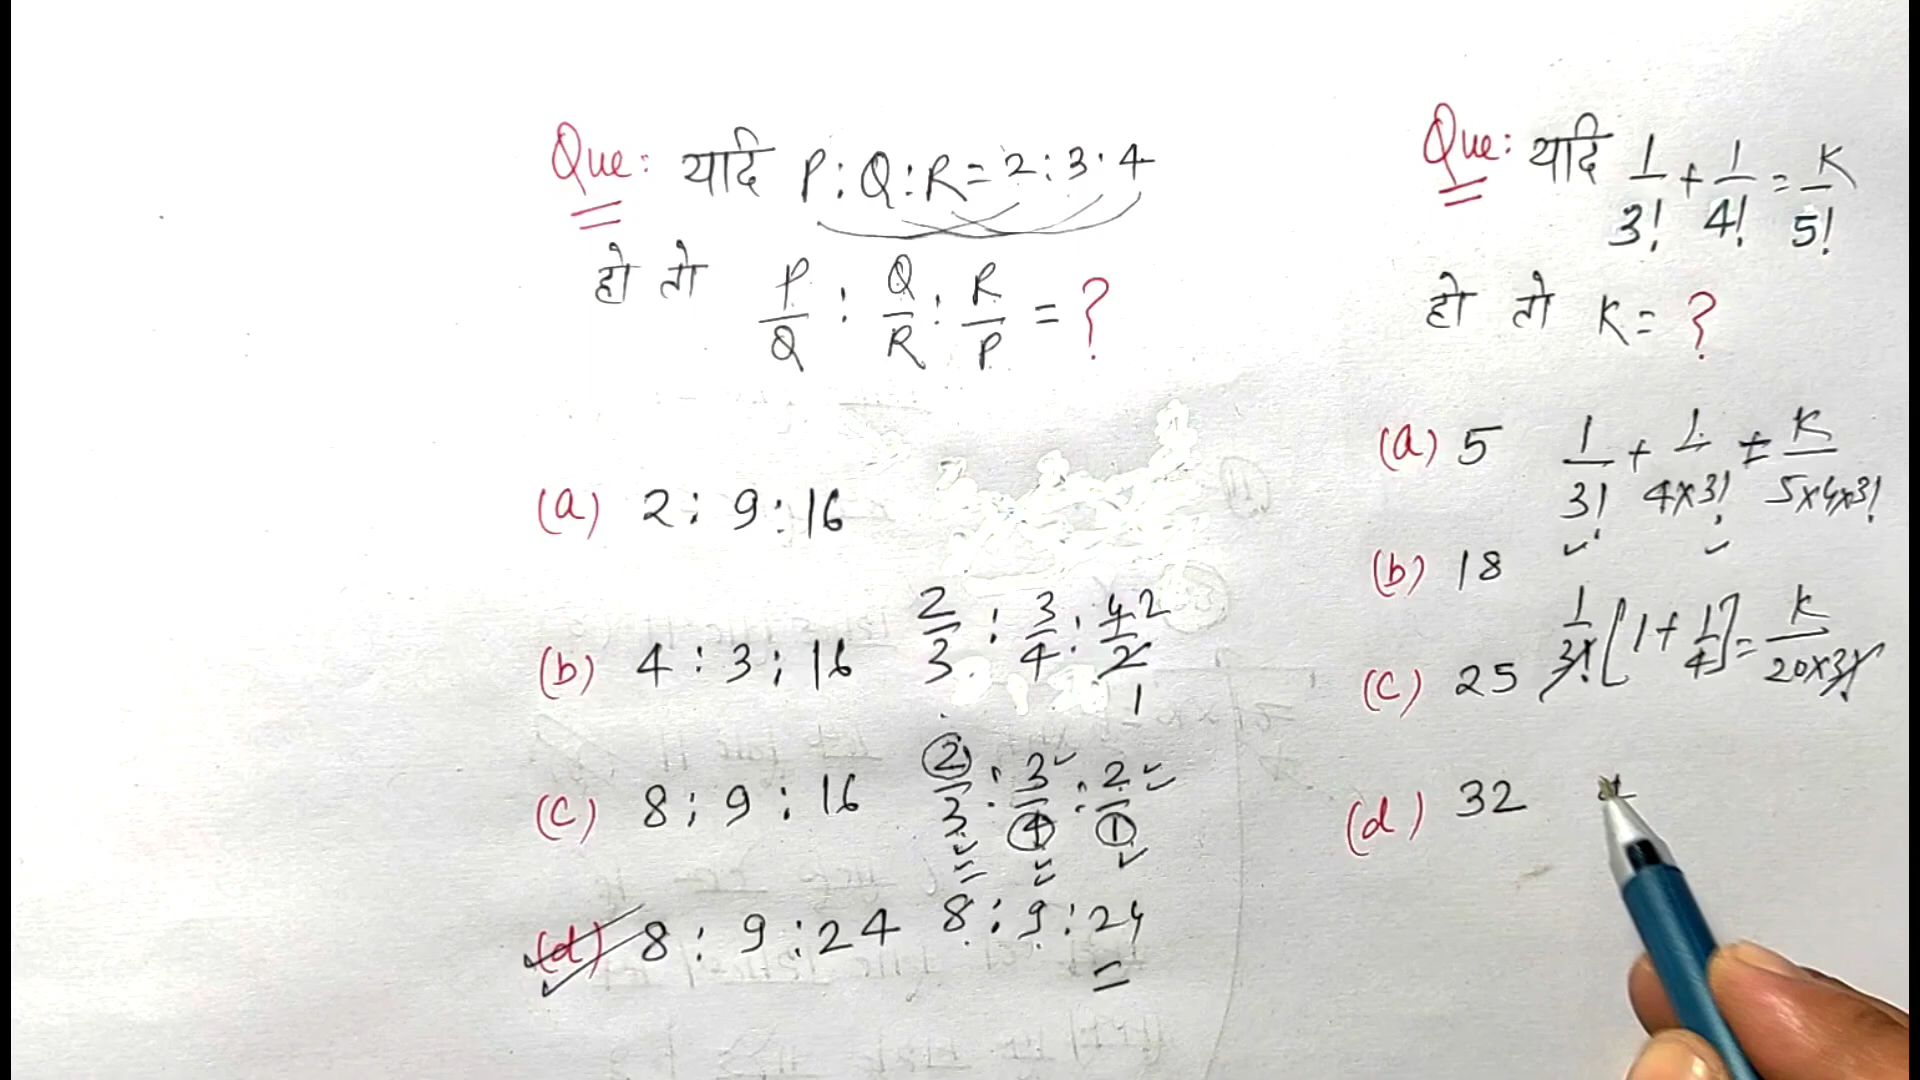 Que: यदि P:Q:R=2:3:4
हो तो P/Q : Q/R : R/P = ?
(a) 2:9:16
(b) 4:3:16
2/3 : 3/4 : 4/2 2
1
(c) 8:9:16
2/3 : 3/4 : 2/1
(d) 8:9:24
8:9:24
Que: यदि 1/3! + 1/4! = K/5!
हो तो K= ?
(a) 5
1/3! + 1/4×3! = K/5×4×3!
(b) 18
1/3! [1+1/4] = K/20×3!
(c) 25
(d) 32